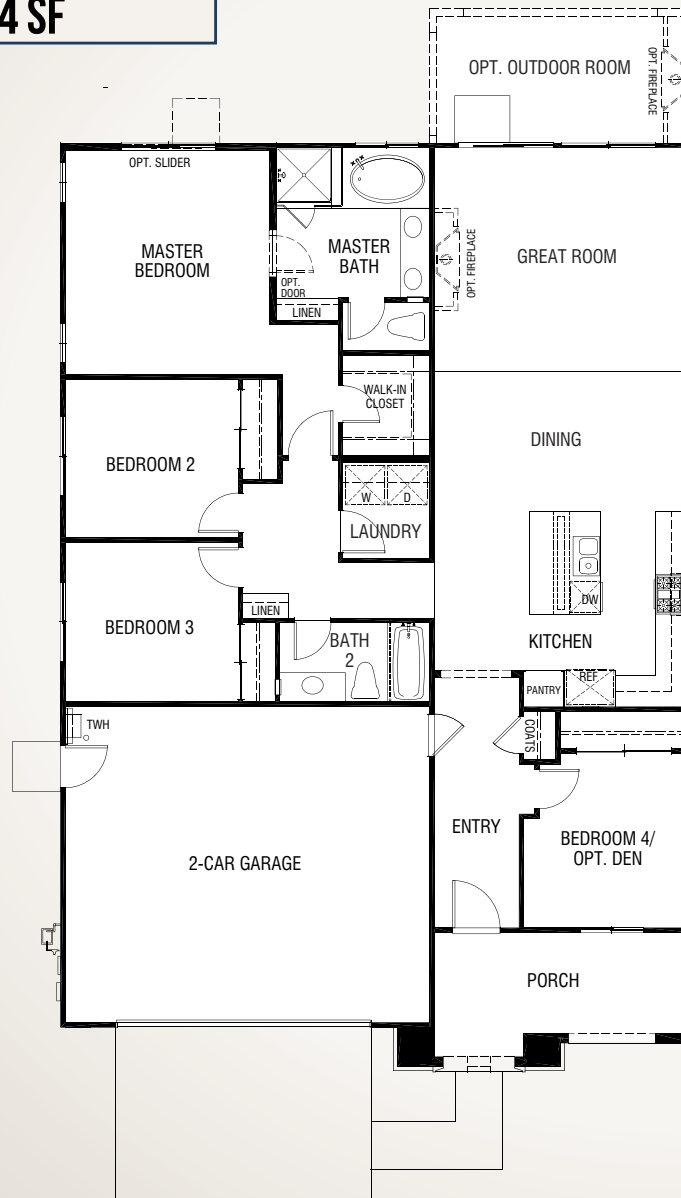 4 SF
OPT. OUTDOOR ROOM
OPT. FIREPLACE
OPT. SLIDER
MASTER
BEDROOM
MASTER
BATH
OPT.
DOOR
LINEN
OPT. FIREPLACE
GREAT ROOM
WALK-IN
CLOSET
DINING
BEDROOM 2
W
D
LAUNDRY
DW
LINEN
BEDROOM 3
BATH
2
KITCHEN
REF
PANTRY
TWH
COATS
ENTRY
BEDROOM 4/
OPT. DEN
2-CAR GARAGE
PORCH